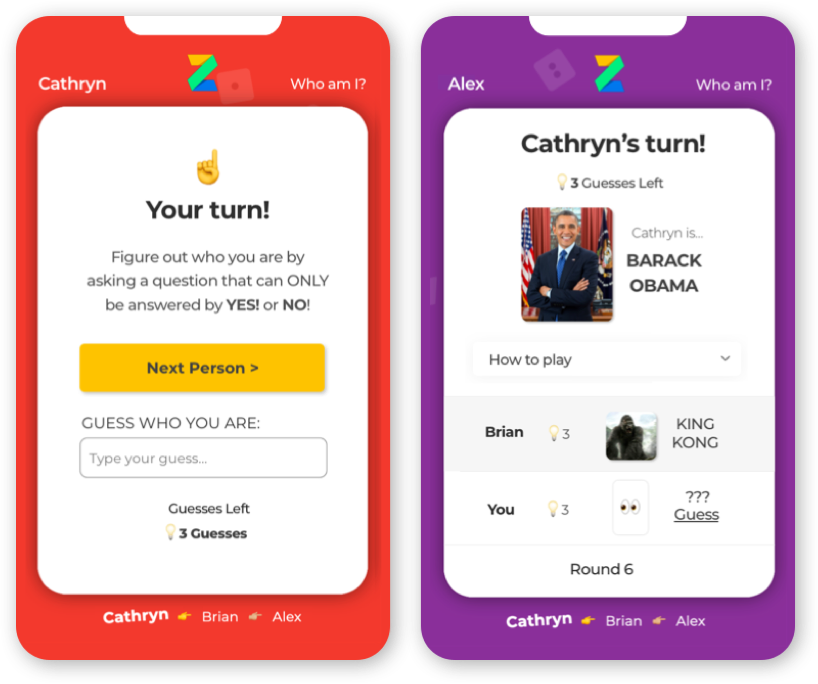 Cathryn
Who am I?
Your turn!
Figure out who you are by
asking a question that can ONLY
be answered by YES! or NO!
Next Person >
GUESS WHO YOU ARE:
Type your guess...
Guesses Left
3 Guesses
Cathryn Brian Alex
Alex
Who am I?
Cathryn’s turn!
3 Guesses Left
Cathryn is...
BARACK
OBAMA
How to play
Brian 3 KING
KONG
You 3 ???
Guess
Round 6
Cathryn Brian Alex